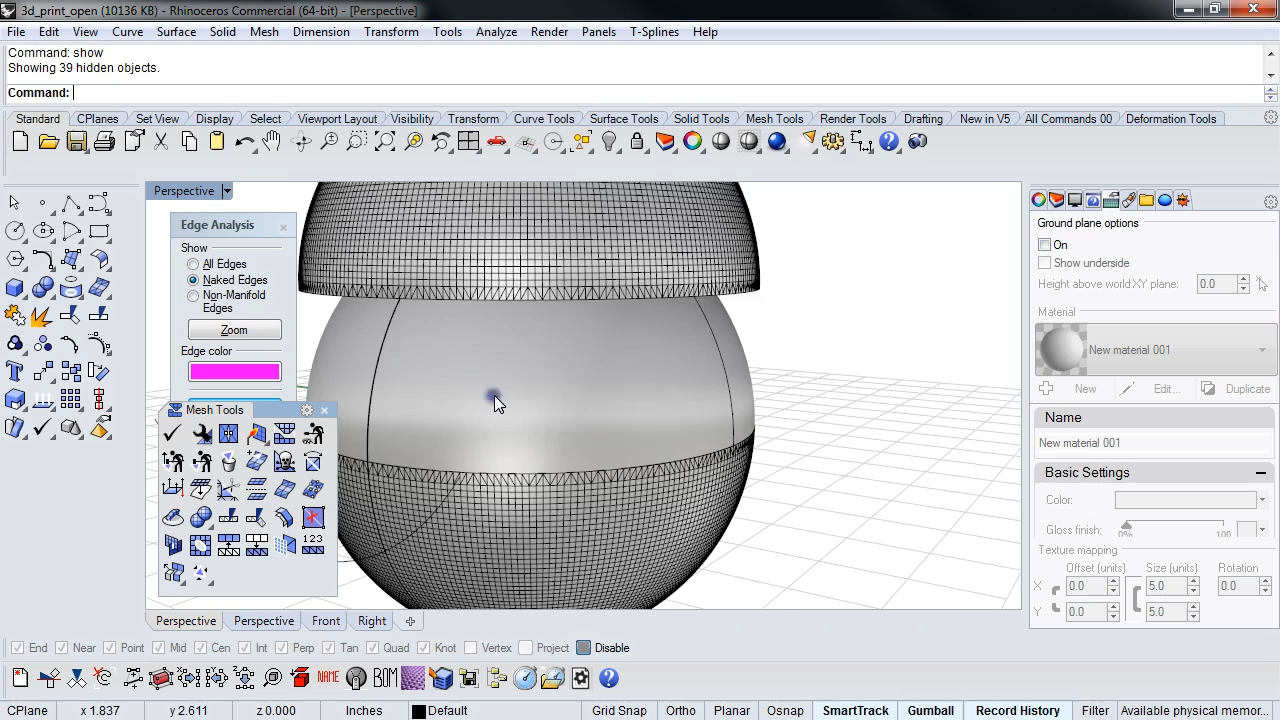 3d_print_open (10136 KB) - Rhinoceros Commercial (64-bit) - [Perspective]
File Edit View Curve Surface Solid Mesh Dimension Transform Tools Analyze Render Panels T-Splines Help
Command: show
Showing 39 hidden objects.
Command:
Standard CPlanes Set View Display Select Viewport Layout Visibility Transform Curve Tools Surface Tools Solid Tools Mesh Tools Render Tools Drafting New in V5 All Commands 00 Deformation Tools
Perspective
Edge Analysis
Show
All Edges
Naked Edges
Non-Manifold
Edges
Zoom
Edge color
Mesh Tools
123
Ground plane options
On
Show underside
Height above world XY plane: 0.0
Material
New material 001
New Edit... Duplicate
Name
New material 001
Basic Settings
Color:
Gloss finish: 0% 100
Texture mapping
Offset (units) Size (units) Rotation
X 0.0 5.0 0.0
Y 0.0 5.0
Perspective Perspective Front Right
End Near Point Mid Cen Int Perp Tan Quad Knot Vertex Project Disable
NAME BOM
CPlane x 1.837 y 2.611 z 0.000 Inches Default Grid Snap Ortho Planar Osnap SmartTrack Gumball Record History Filter Available physical memor...